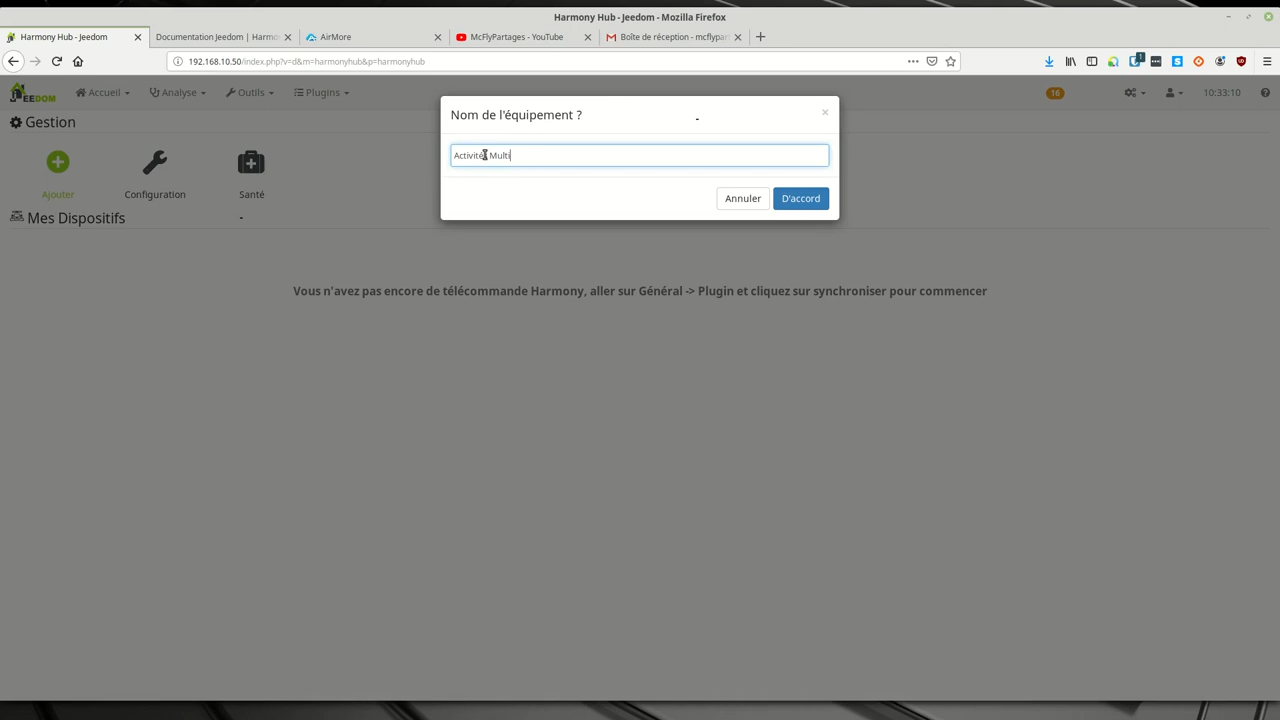 Harmony Hub - Jeedom - Mozilla Firefox
Harmony Hub - Jeedom
Documentation Jeedom | Harmo
AirMore
McFlyPartages - YouTube
Boîte de réception - mcflypar
192.168.10.50/index.php?v=d&m=harmonyhub&p=harmonyhub
1
EEDOM
Accueil
Analyse
Outils
Plugins
16
10:33:10
Gestion
Ajouter
Configuration
Santé
Mes Dispositifs
Nom de l'équipement ?
×
Activités Multi
Annuler
D'accord
Vous n'avez pas encore de télécommande Harmony, aller sur Général -> Plugin et cliquez sur synchroniser pour commencer